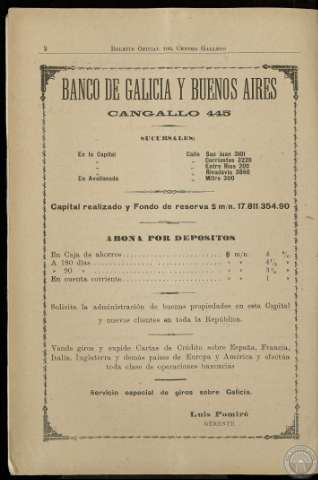 2 BOLETIN OFICIAL DEL CENTRO GALLEGO
BANCO DE GALICIA Y BUENOS AIRES
CANGALLO 445
SUCURSALES:
En la Capital Calle San Juan 3101
" " Corrientes 3220
" " Entre Rios 200
" " Rivadavia 3860
En Avellaneda " Mitre 300
Capital realizado y Fondo de reserva $ m/n. 17.811.354.90
ABONA POR DEPOSITOS
En Caja de ahorros $ m/n. 4 %
A 180 días " " 4½ "
" 90 " " " 3½ "
En cuenta corriente " " 1 "
Solicita la administración de buenas propiedades en esta Capital
y nuevos clientes en toda la República.
Vende giros y expide Cartas de Crédito sobre España, Francia,
Italia, Inglaterra y demás paises de Europa y América y efectúa
toda clase de operaciones bancarias
Servicio especial de giros sobre Galicia.
Luis Pomiró
GERENTE